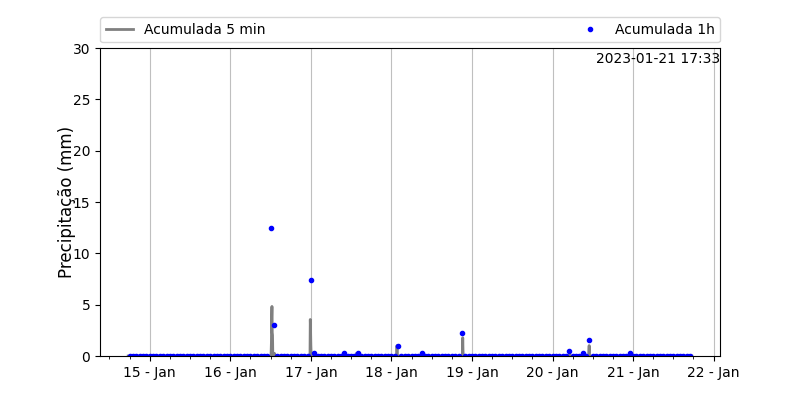 Acumulada 5 min
Acumulada 1h
2023-01-21 17:33
Precipitação (mm)
30
25
20
15
10
5
0
15 - Jan
16 - Jan
17 - Jan
18 - Jan
19 - Jan
20 - Jan
21 - Jan
22 - Jan